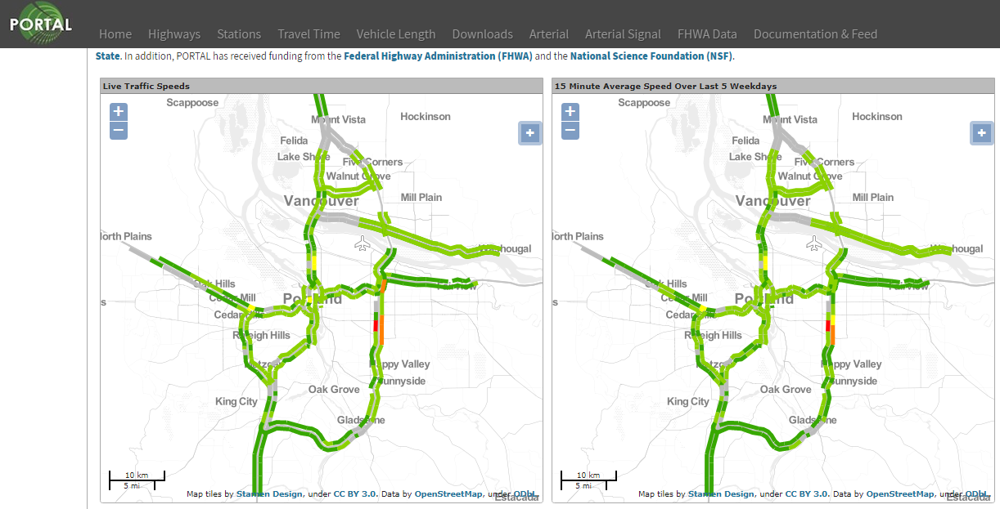 PORTAL
Home Highways Stations Travel Time Vehicle Length Downloads Arterial Arterial Signal FHWA Data Documentation & Feed
State. In addition, PORTAL has received funding from the Federal Highway Administration (FHWA) and the National Science Foundation (NSF).
Live Traffic Speeds
+
−
+
Scappoose
Hockinson
Mount Vista
Felida
Lake Shore
Five Corners
Walnut Grove
Vancouver
Mill Plain
orth Plains
Washougal
Oak Hills
Cedar Mill
Portland
Fairview
s
Cedar Hills
Raleigh Hills
Happy Valley
Sunnyside
Oak Grove
King City
Gladstone
10 km
5 mi
Estacada
Map tiles by Stamen Design, under CC BY 3.0. Data by OpenStreetMap, under ODbL.
15 Minute Average Speed Over Last 5 Weekdays
+
−
+
Scappoose
Hockinson
Mount Vista
Felida
Lake Shore
Five Corners
Walnut Grove
Vancouver
Mill Plain
orth Plains
Washougal
Oak Hills
Cedar Mill
Portland
Fairview
s
Cedar Hills
Raleigh Hills
Happy Valley
Sunnyside
Oak Grove
King City
Gladstone
10 km
5 mi
Estacada
Map tiles by Stamen Design, under CC BY 3.0. Data by OpenStreetMap, under ODbL.